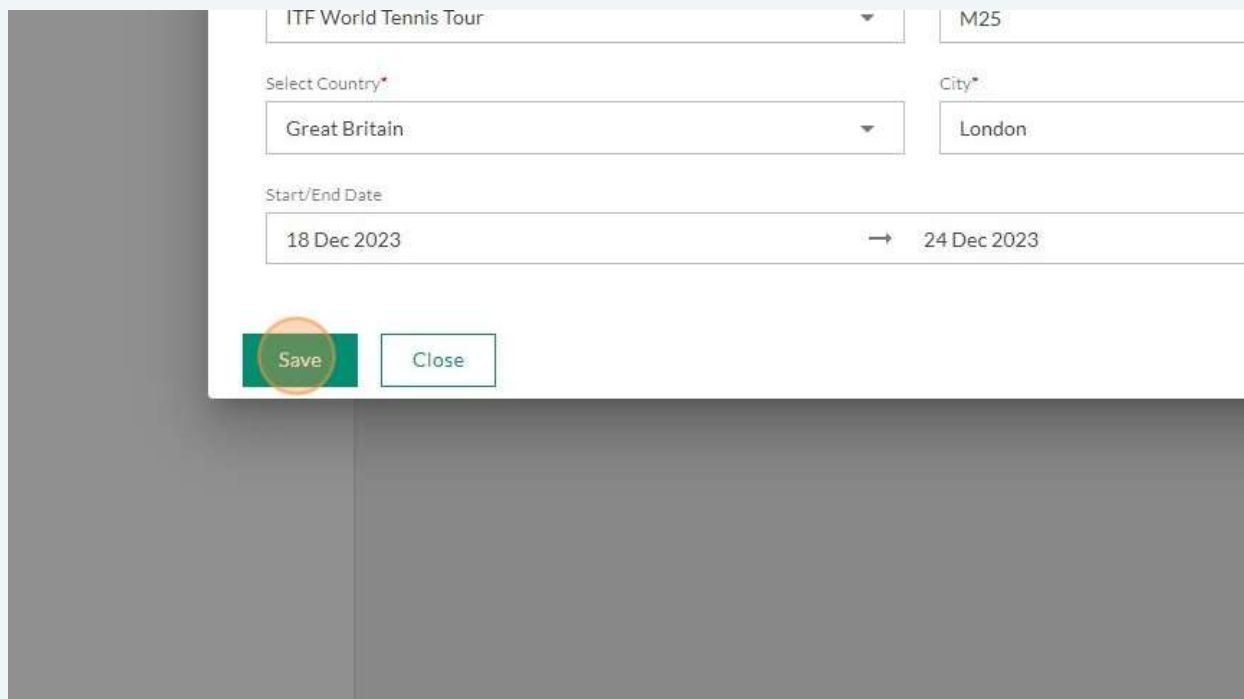 ITF World Tennis Tour M25
Select Country* City*
Great Britain London
Start/End Date
18 Dec 2023 → 24 Dec 2023
Save Close